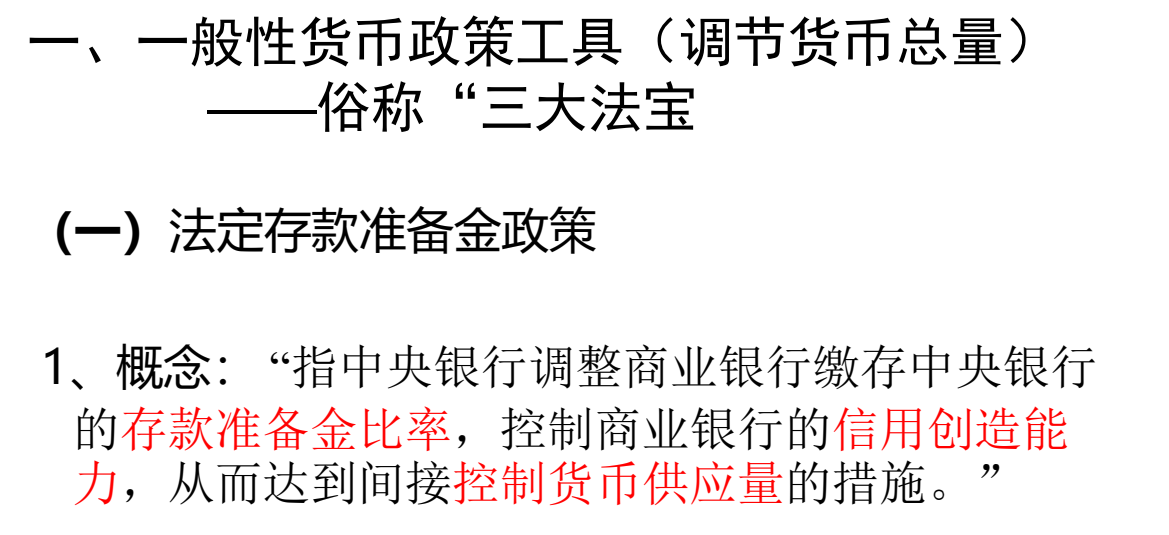 一、一般性货币政策工具（调节货币总量）
——俗称“三大法宝
(一) 法定存款准备金政策
1、概念：“指中央银行调整商业银行缴存中央银行
的存款准备金比率，控制商业银行的信用创造能
力，从而达到间接控制货币供应量的措施。”